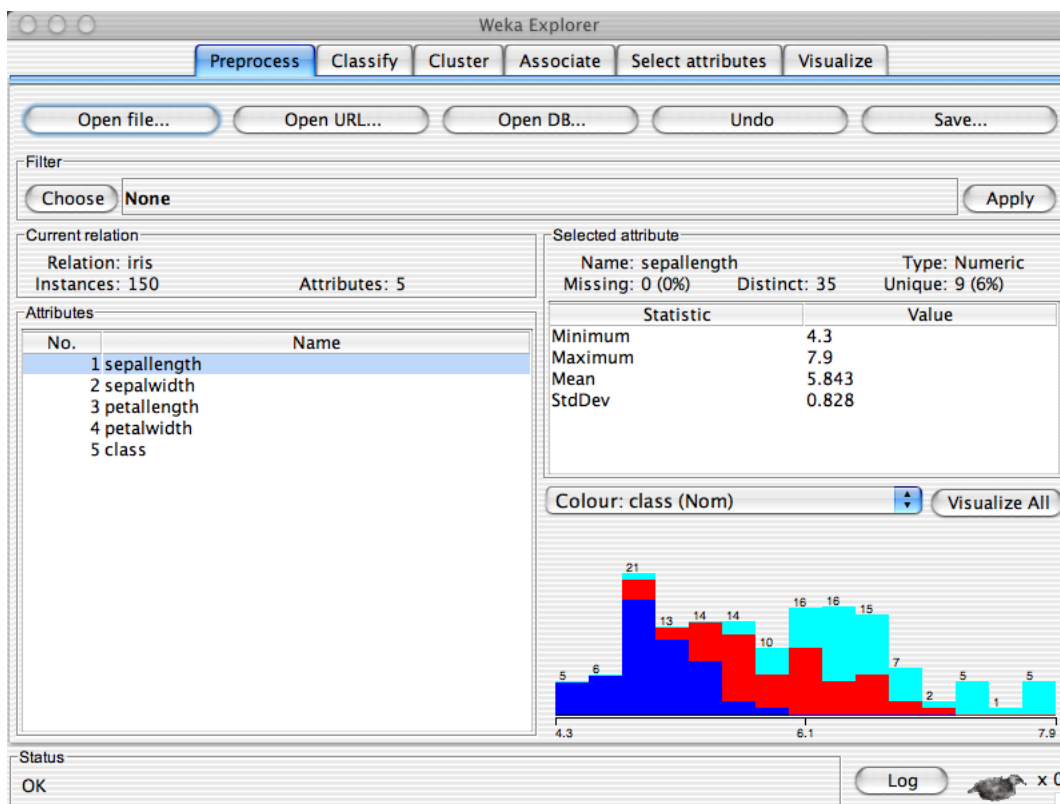 Weka Explorer
Preprocess Classify Cluster Associate Select attributes Visualize
Open file... Open URL... Open DB... Undo Save...
Filter
Choose None Apply
Current relation
Relation: iris
Instances: 150 Attributes: 5
Attributes
No. Name
1 sepallength
2 sepalwidth
3 petallength
4 petalwidth
5 class
Selected attribute
Name: sepallength Type: Numeric
Missing: 0 (0%) Distinct: 35 Unique: 9 (6%)
Statistic Value
Minimum 4.3
Maximum 7.9
Mean 5.843
StdDev 0.828
Colour: class (Nom) Visualize All
5 6 21 13 14 14 10 16 16 15 7 2 5 1 5
4.3 6.1 7.9
Status
OK Log x 0